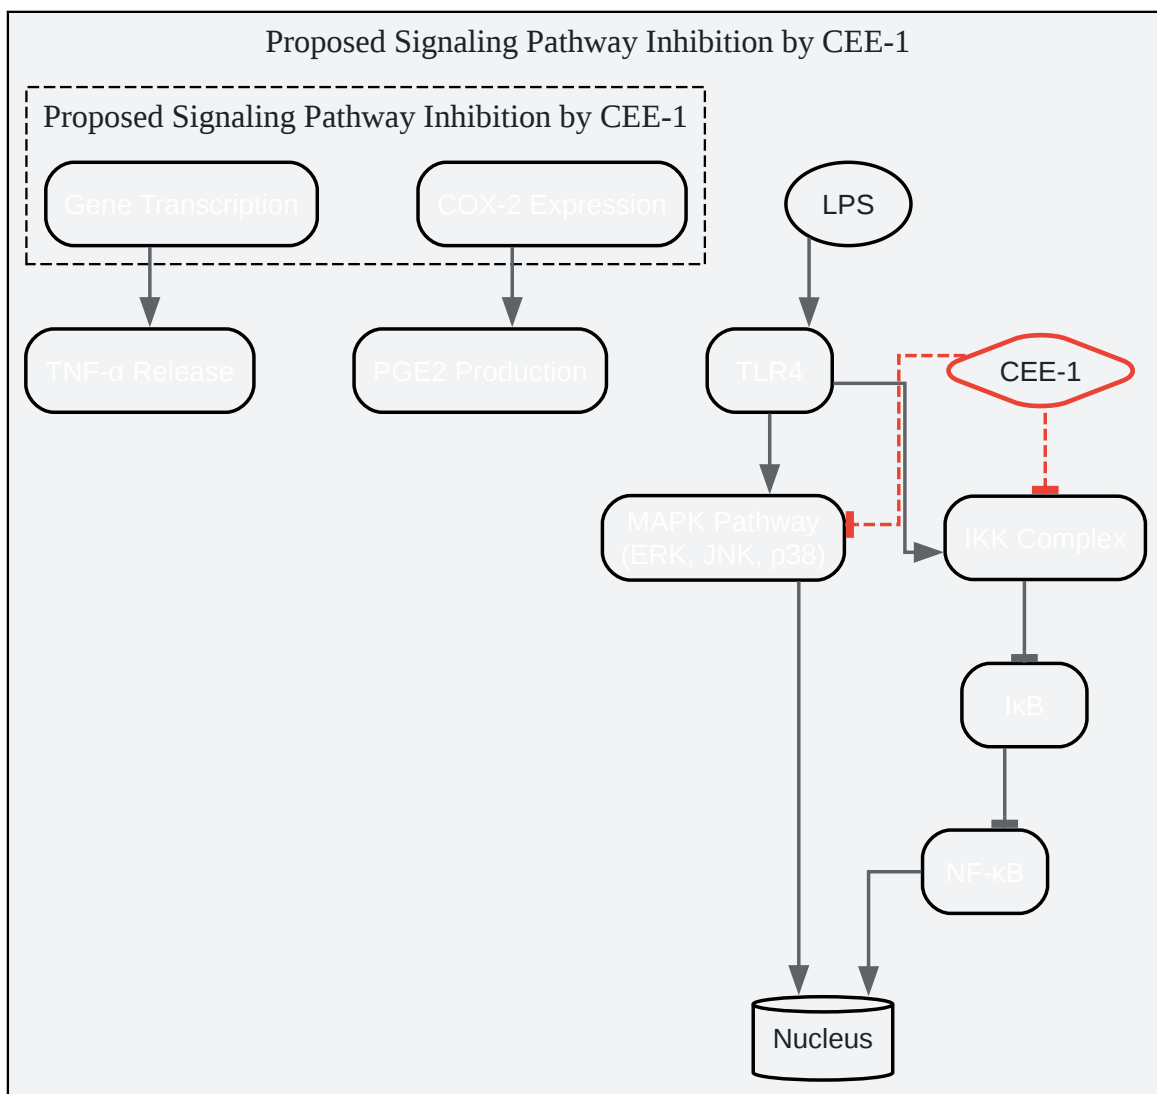 Proposed Signaling Pathway Inhibition by CEE-1
Proposed Signaling Pathway Inhibition by CEE-1
Gene Transcription
COX-2 Expression
LPS
TNF-α Release
PGE2 Production
TLR4
CEE-1
MAPK Pathway
(ERK, JNK, p38)
IKK Complex
IκB
NF-κB
Nucleus